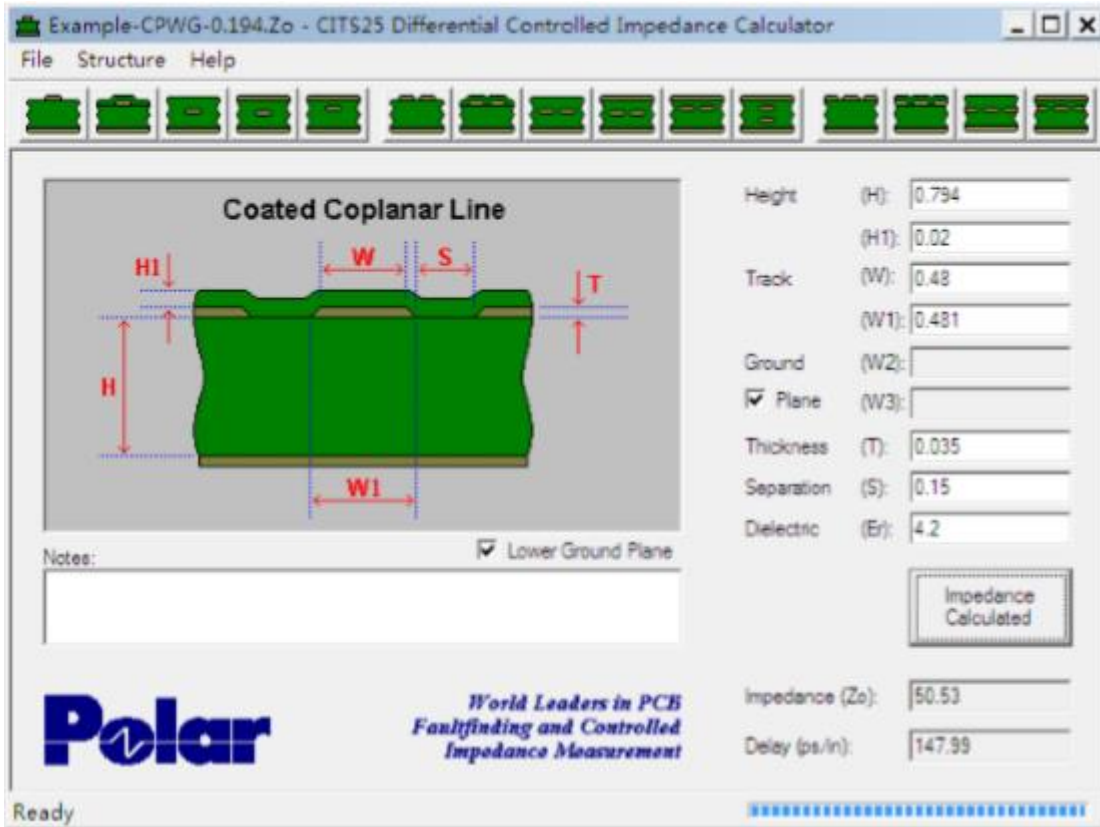 Example-CPWG-0.194.Zo - CITS25 Differential Controlled Impedance Calculator
File Structure Help
Coated Coplanar Line
H1
W
S
T
H
W1
Height (H): 0.794
(H1): 0.02
Track (W): 0.48
(W1): 0.481
Ground (W2):
Plane (W3):
Thickness (T): 0.035
Separation (S): 0.15
Dielectric (Er): 4.2
Notes:
Lower Ground Plane
Impedance
Calculated
Polar
World Leaders in PCB
Faultfinding and Controlled
Impedance Measurement
Impedance (Zo): 50.53
Delay (ps/in): 147.99
Ready